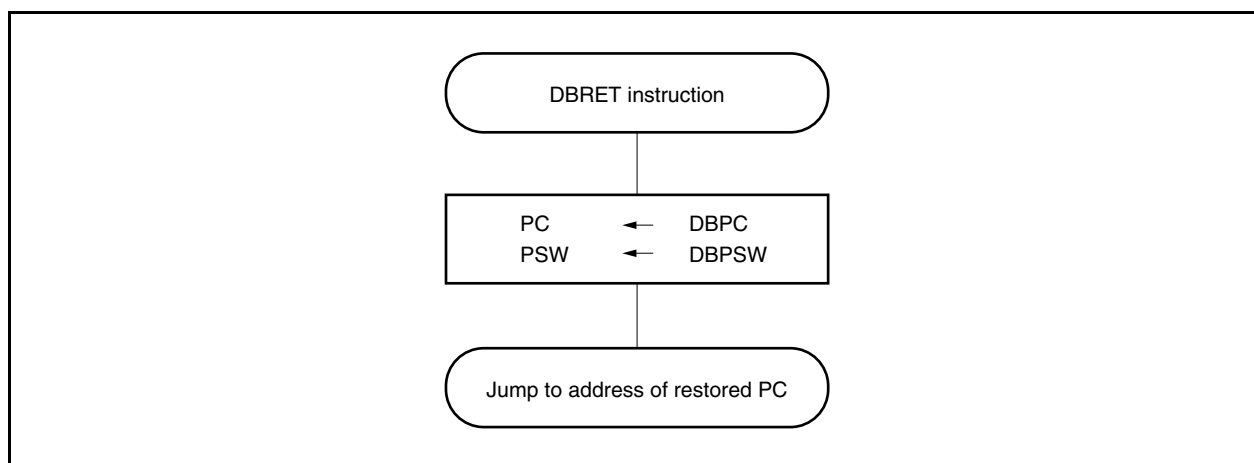 DBRET instruction
PC ← DBPC
PSW ← DBPSW
Jump to address of restored PC